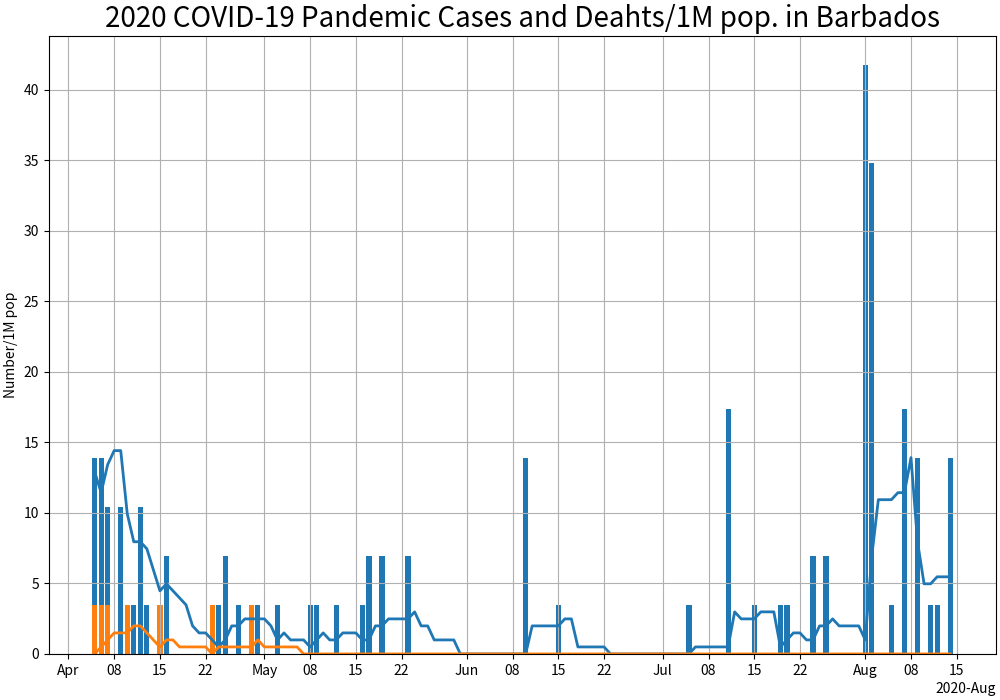 2020 COVID-19 Pandemic Cases and Deahts/1M pop. in Barbados
Number/1M pop
40
35
30
25
20
15
10
5
0
Apr 08 15 22 May 08 15 22 Jun 08 15 22 Jul 08 15 22 Aug 08 15
2020-Aug